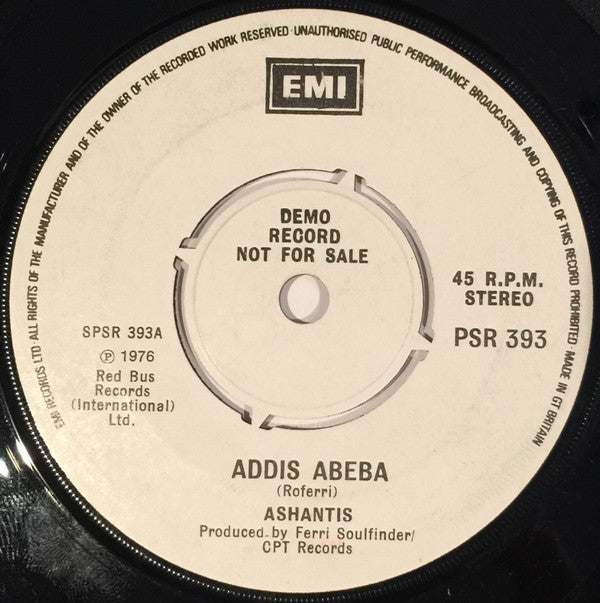 EMI RECORDS LTD·ALL RIGHTS OF THE MANUFACTURER AND OF THE OWNER OF THE RECORDED WORK RESERVED·UNAUTHORISED PUBLIC PERFORMANCE BROADCASTING AND COPYING OF THIS RECORD PROHIBITED·MADE IN GT BRITAIN
EMI
DEMO
RECORD
NOT FOR SALE
45 R.P.M.
STEREO
PSR 393
SPSR 393A
Ⓟ 1976
Red Bus
Records
(International)
Ltd.
ADDIS ABEBA
(Roferri)
ASHANTIS
Produced by Ferri Soulfinder/
CPT Records